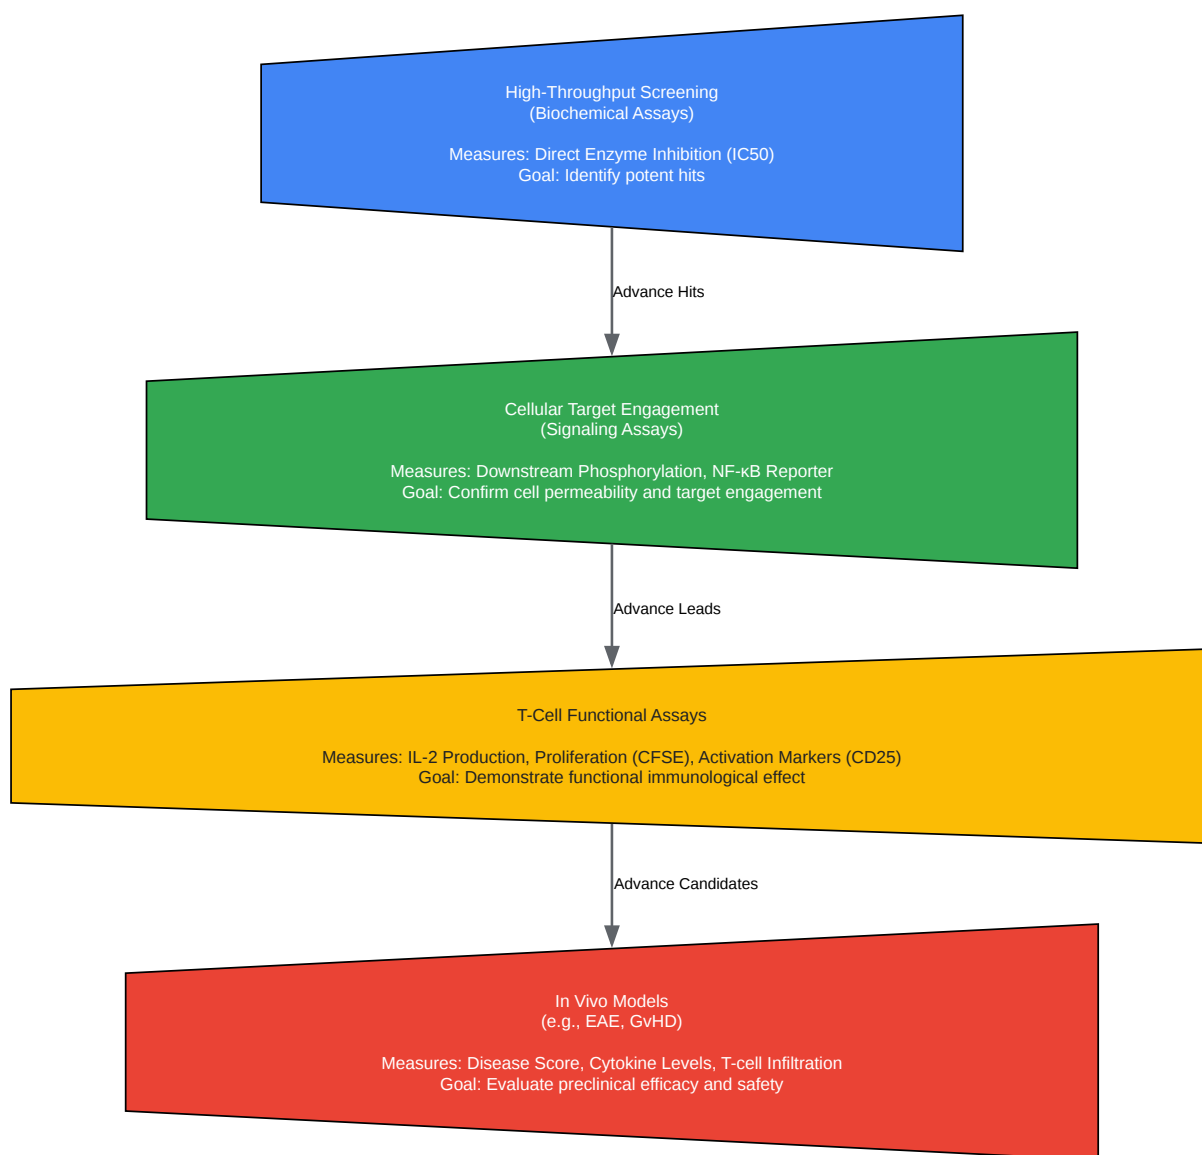 High-Throughput Screening
(Biochemical Assays)
Measures: Direct Enzyme Inhibition (IC50)
Goal: Identify potent hits
Advance Hits
Cellular Target Engagement
(Signaling Assays)
Measures: Downstream Phosphorylation, NF-κB Reporter
Goal: Confirm cell permeability and target engagement
Advance Leads
T-Cell Functional Assays
Measures: IL-2 Production, Proliferation (CFSE), Activation Markers (CD25)
Goal: Demonstrate functional immunological effect
Advance Candidates
In Vivo Models
(e.g., EAE, GvHD)
Measures: Disease Score, Cytokine Levels, T-cell Infiltration
Goal: Evaluate preclinical efficacy and safety